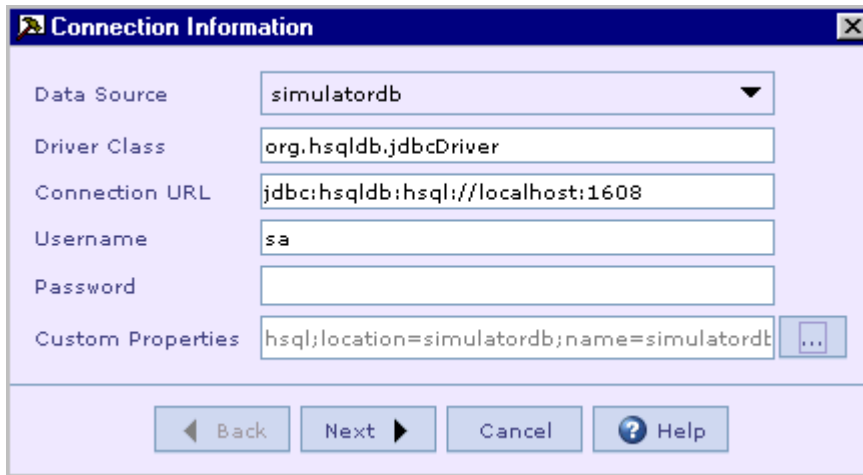 Connection Information
Data Source simulatordb
Driver Class org.hsqldb.jdbcDriver
Connection URL jdbc:hsqldb:hsql://localhost:1608
Username sa
Password
Custom Properties hsql;location=simulatordb;name=simulatordb ...
Back Next Cancel Help